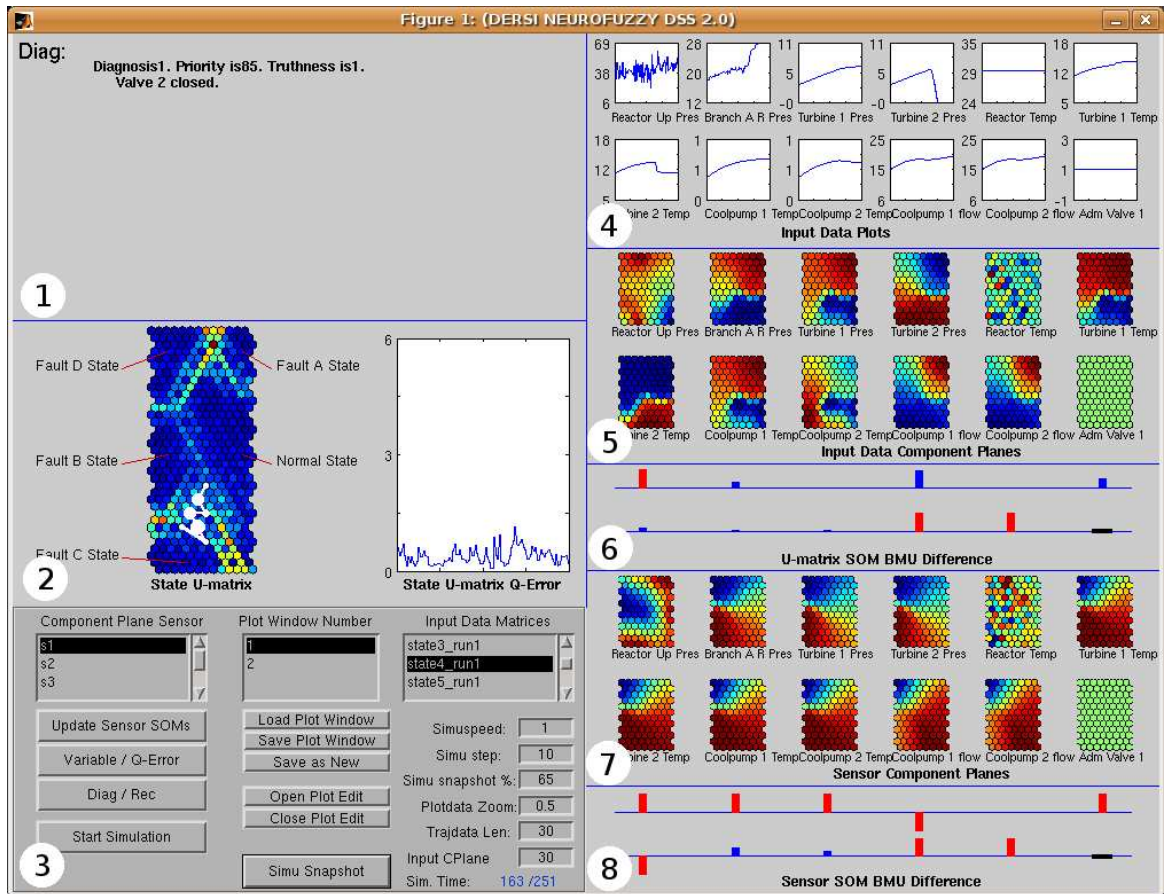 Figure 1: (DERSI NEUROFUZZY DSS 2.0)
Diag:
Diagnosis1. Priority is85. Truthness is1.
Valve 2 closed.
1
Fault D State
Fault A State
Fault B State
Normal State
Fault C State
State U-matrix
6
3
0
State U-matrix Q-Error
2
Component Plane Sensor
s1
s2
s3
Plot Window Number
1
2
Input Data Matrices
state3_run1
state4_run1
state5_run1
Update Sensor SOMs
Variable / Q-Error
Diag / Rec
Start Simulation
Load Plot Window
Save Plot Window
Save as New
Open Plot Edit
Close Plot Edit
Simu Snapshot
Simuspeed: 1
Simu step: 10
Simu snapshot %: 65
Plotdata Zoom: 0.5
Trajdata Len: 30
Input CPlane 30
Sim. Time: 163 /251
3
69 28 11 11 35 18
38 20 5 5 29 12
6 12 -0 -0 24 5
Reactor Up Pres Branch A R Pres Turbine 1 Pres Turbine 2 Pres Reactor Temp Turbine 1 Temp
18 1 1 25 25 3
12 1 1 15 15 1
5 0 0 6 6 -1
bine 2 Temp Coolpump 1 Temp Coolpump 2 Temp Coolpump 1 flow Coolpump 2 flow Adm Valve 1
Input Data Plots
4
Reactor Up Pres Branch A R Pres Turbine 1 Pres Turbine 2 Pres Reactor Temp Turbine 1 Temp
bine 2 Temp Coolpump 1 Temp Coolpump 2 Temp Coolpump 1 flow Coolpump 2 flow Adm Valve 1
Input Data Component Planes
5
U-matrix SOM BMU Difference
6
Reactor Up Pres Branch A R Pres Turbine 1 Pres Turbine 2 Pres Reactor Temp Turbine 1 Temp
bine 2 Temp Coolpump 1 Temp Coolpump 2 Temp Coolpump 1 flow Coolpump 2 flow Adm Valve 1
Sensor Component Planes
7
Sensor SOM BMU Difference
8